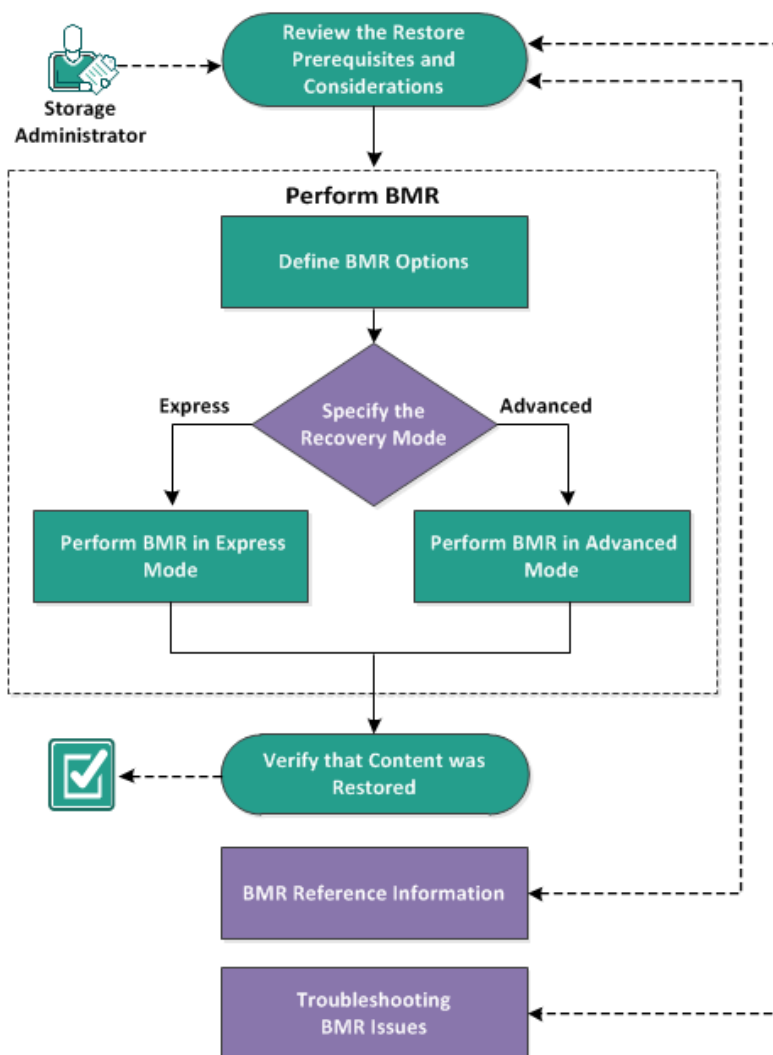 Review the Restore
Prerequisites and
Considerations
Storage
Administrator
Perform BMR
Define BMR Options
Express
Specify the
Recovery Mode
Advanced
Perform BMR in Express
Mode
Perform BMR in Advanced
Mode
Verify that Content was
Restored
BMR Reference Information
Troubleshooting
BMR Issues